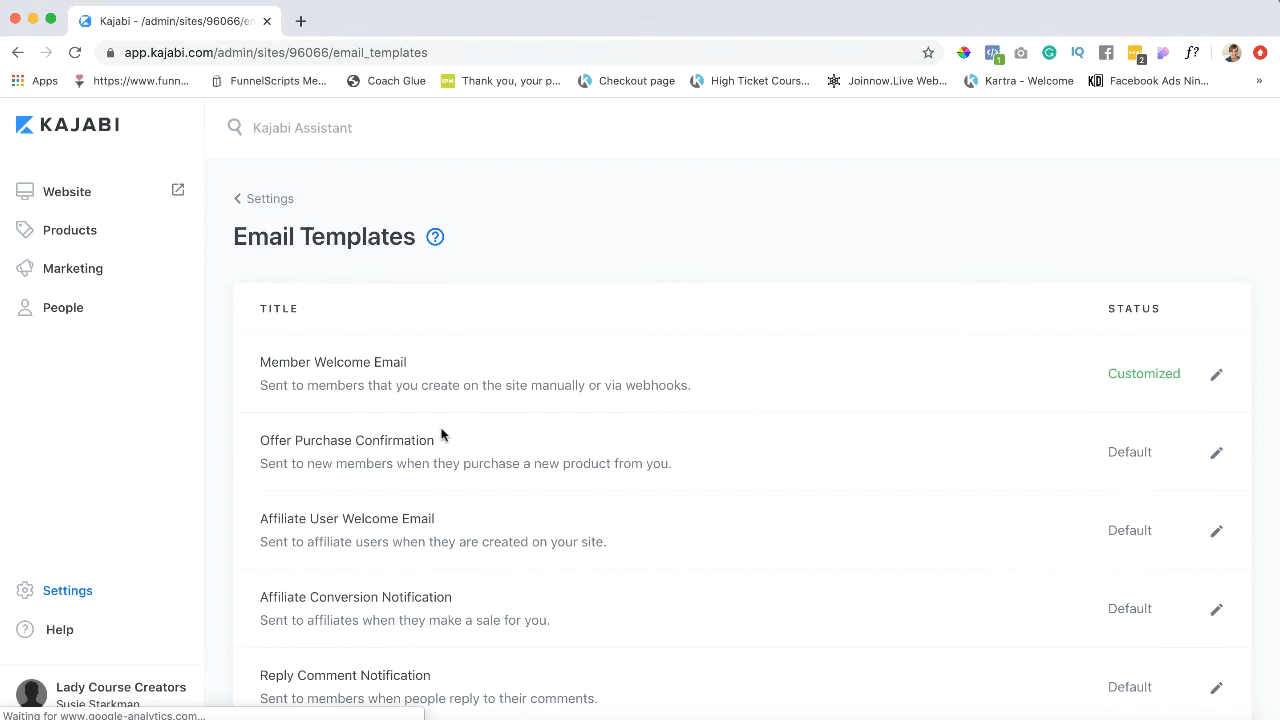 Kajabi - /admin/sites/96066/e
app.kajabi.com/admin/sites/96066/email_templates
Apps
https://www.funn...
FunnelScripts Me...
Coach Glue
Thank you, your p...
Checkout page
High Ticket Cours...
Joinnow.Live Web...
Kartra - Welcome
Facebook Ads Nin...
»
KAJABI
Kajabi Assistant
Website
Products
Marketing
People
Settings
Help
Lady Course Creators
Susie Starkman
Settings
Email Templates ?
TITLE
STATUS
Member Welcome Email
Sent to members that you create on the site manually or via webhooks.
Customized
Offer Purchase Confirmation
Sent to new members when they purchase a new product from you.
Default
Affiliate User Welcome Email
Sent to affiliate users when they are created on your site.
Default
Affiliate Conversion Notification
Sent to affiliates when they make a sale for you.
Default
Reply Comment Notification
Sent to members when people reply to their comments.
Default
Waiting for www.google-analytics.com...